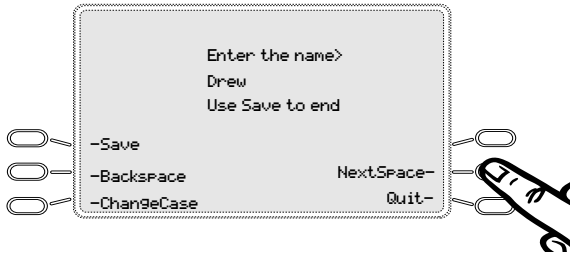 Enter the name>
Drew
Use Save to end
-Save
-Backspace
NextSpace-
-ChangeCase
Quit-